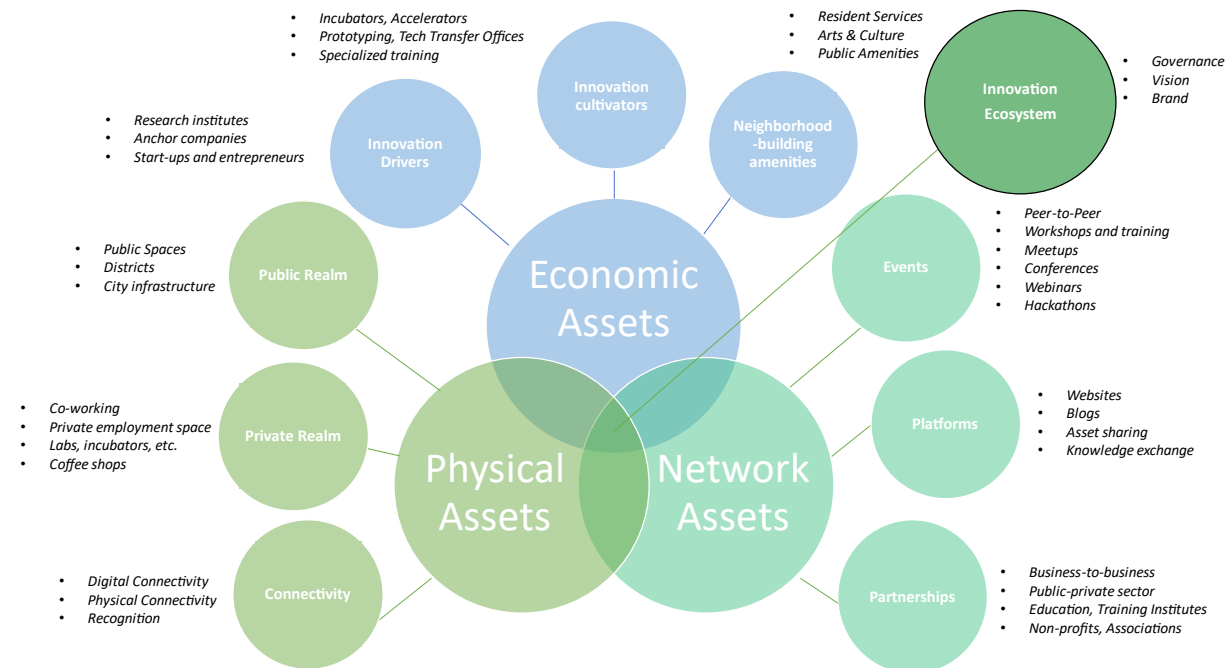 • Incubators, Accelerators
• Prototyping, Tech Transfer Offices
• Specialized training
Innovation
cultivators
• Resident Services
• Arts & Culture
• Public Amenities
Neighborhood
-building
amenities
Innovation
Ecosystem
• Governance
• Vision
• Brand
• Research institutes
• Anchor companies
• Start-ups and entrepreneurs
Innovation
Drivers
• Public Spaces
• Districts
• City infrastructure
Public Realm
Economic
Assets
Events
• Peer-to-Peer
• Workshops and training
• Meetups
• Conferences
• Webinars
• Hackathons
• Co-working
• Private employment space
• Labs, incubators, etc.
• Coffee shops
Private Realm
Physical
Assets
Network
Assets
Platforms
• Websites
• Blogs
• Asset sharing
• Knowledge exchange
• Digital Connectivity
• Physical Connectivity
• Recognition
Connectivity
Partnerships
• Business-to-business
• Public-private sector
• Education, Training Institutes
• Non-profits, Associations